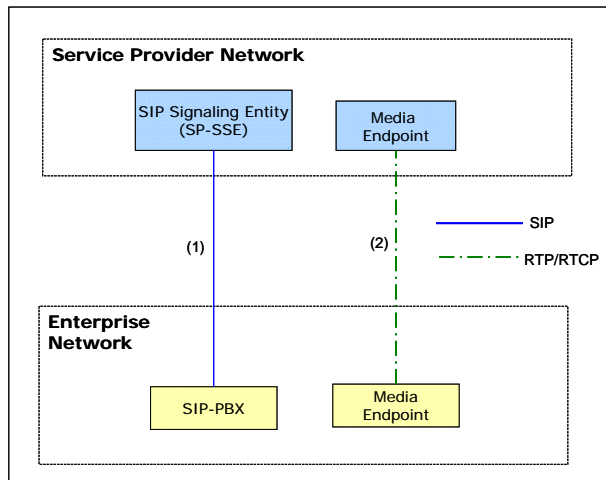 Service Provider Network
SIP Signaling Entity
(SP-SSE)
Media
Endpoint
SIP
(1)
(2)
RTP/RTCP
Enterprise
Network
SIP-PBX
Media
Endpoint